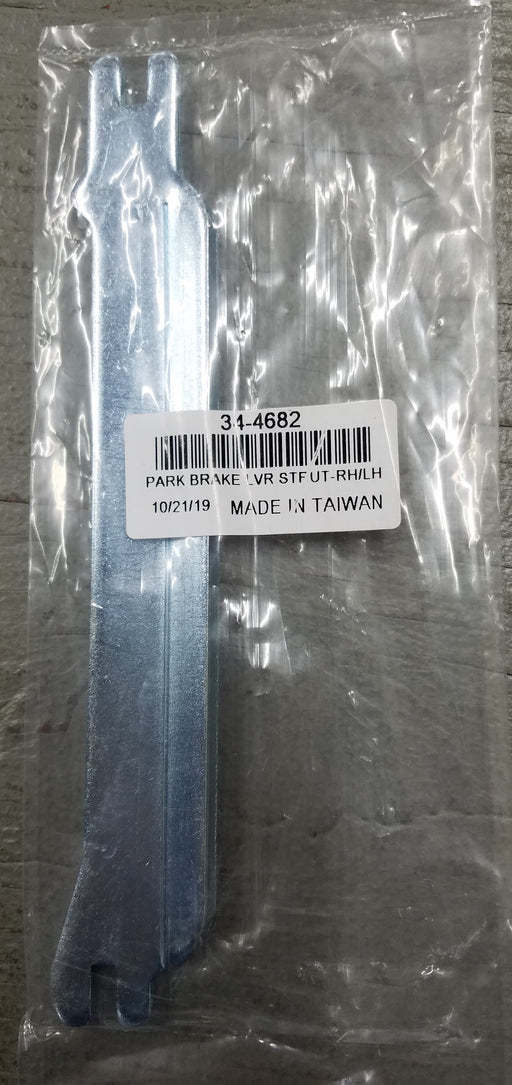 34-4682
PARK BRAKE LVR STRUT-RH/LH
10/21/19 MADE IN TAIWAN